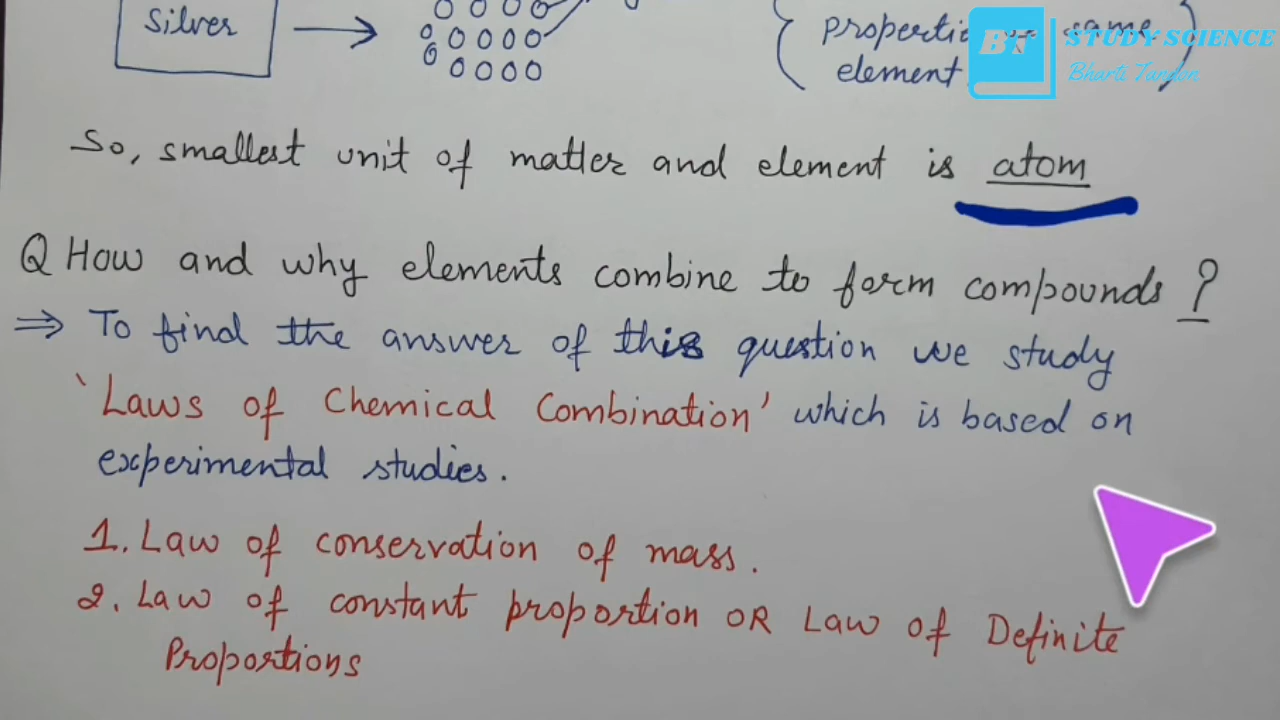 Silver
properties same
element
BT STUDY SCIENCE
Bharti Tandon
So, smallest unit of matter and element is atom
Q How and why elements combine to form compounds ?
⇒ To find the answer of this question we study
'Laws of Chemical Combination' which is based on
experimental studies.
1. Law of conservation of mass.
2. Law of constant proportion OR Law of Definite
Proportions